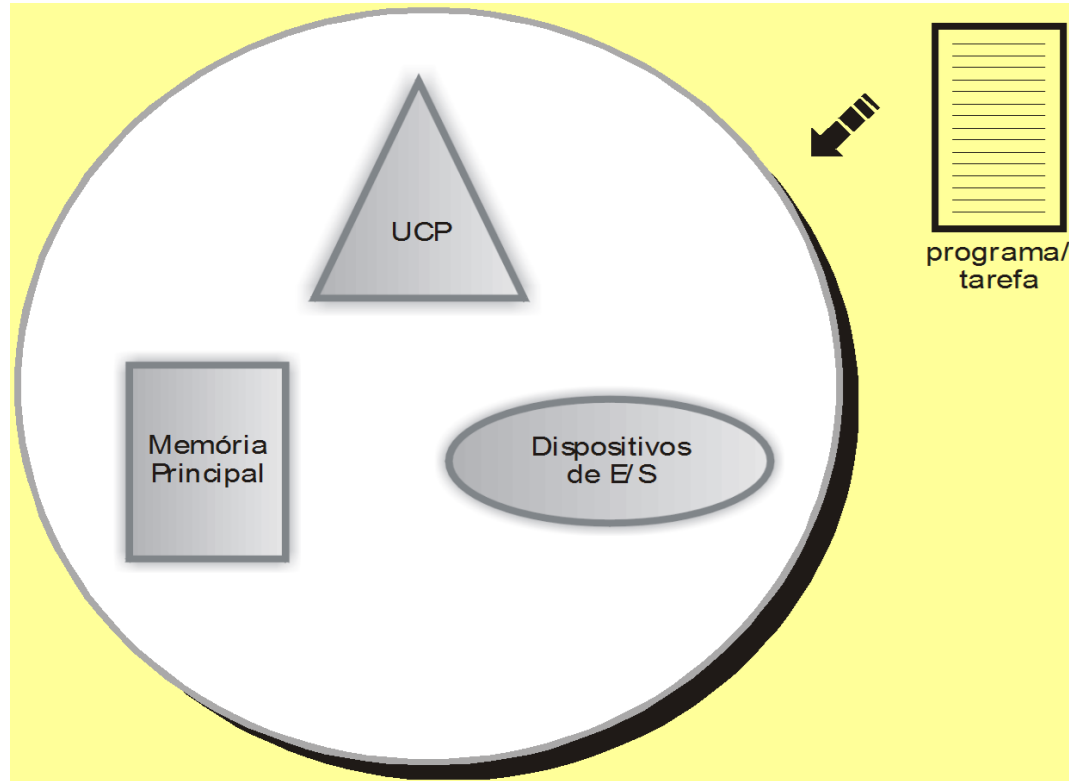 UCP
programa/
tarefa
Memória
Principal
Dispositivos
de E/S